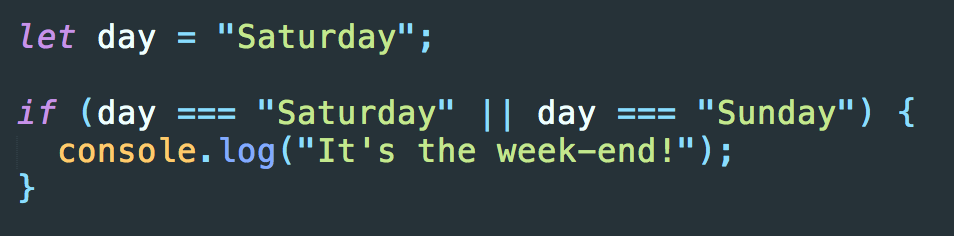 let day = "Saturday";
if (day === "Saturday" || day === "Sunday") {
console.log("It's the week-end!");
}